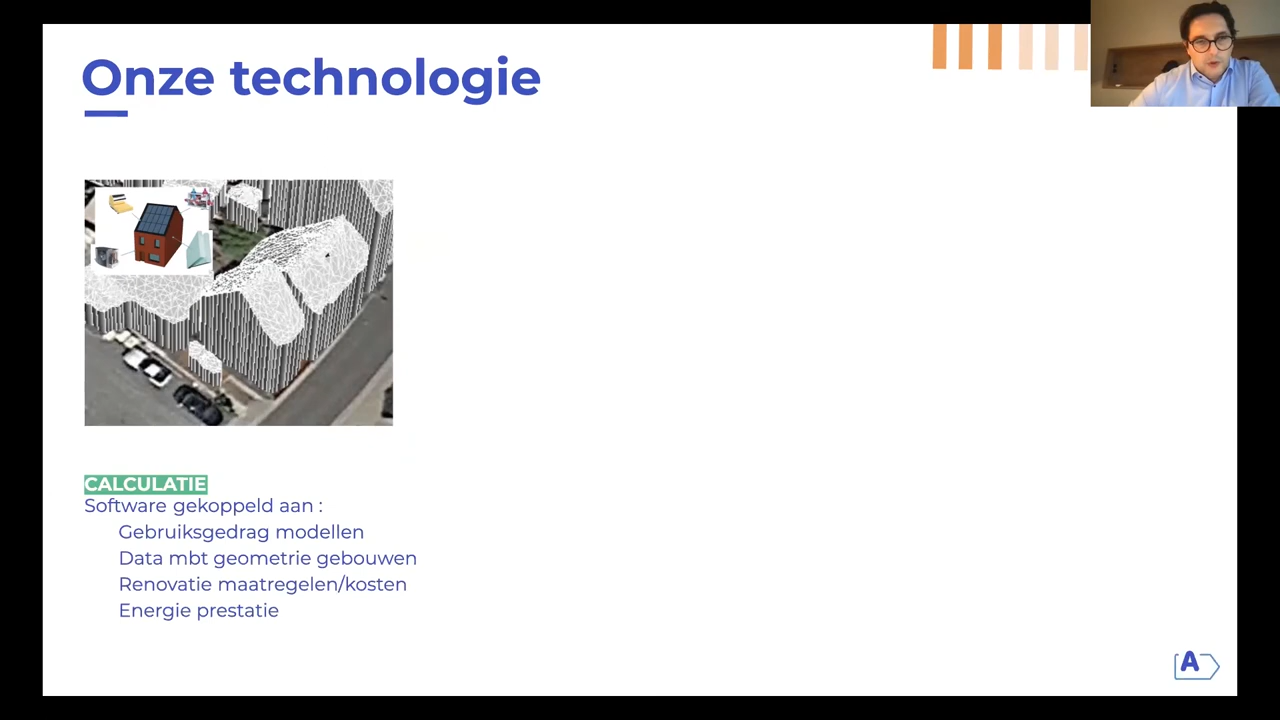 Onze technologie
CALCULATIE
Software gekoppeld aan :
Gebruiksgedrag modellen
Data mbt geometrie gebouwen
Renovatie maatregelen/kosten
Energie prestatie
A